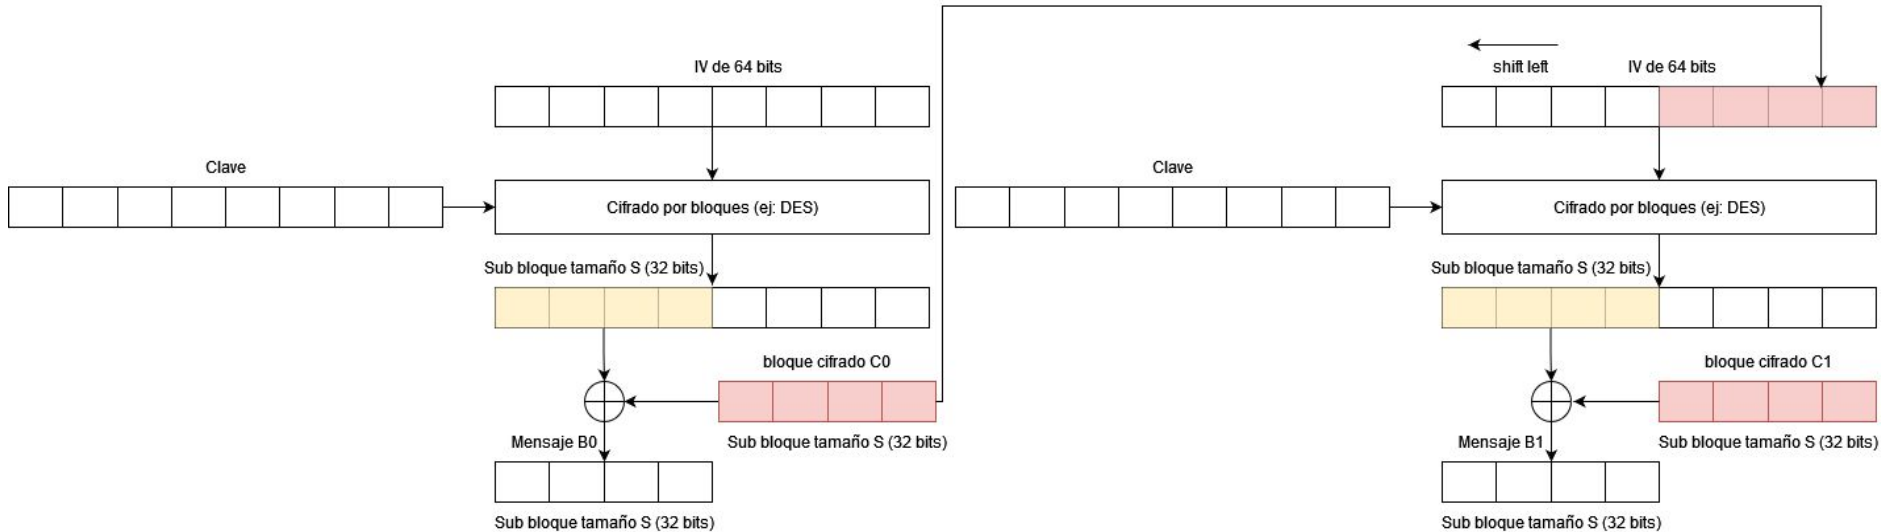 IV de 64 bits
Clave
Cifrado por bloques (ej: DES)
Sub bloque tamaño S (32 bits)
bloque cifrado C0
Mensaje B0
Sub bloque tamaño S (32 bits)
Sub bloque tamaño S (32 bits)
shift left
IV de 64 bits
Clave
Cifrado por bloques (ej: DES)
Sub bloque tamaño S (32 bits)
bloque cifrado C1
Mensaje B1
Sub bloque tamaño S (32 bits)
Sub bloque tamaño S (32 bits)